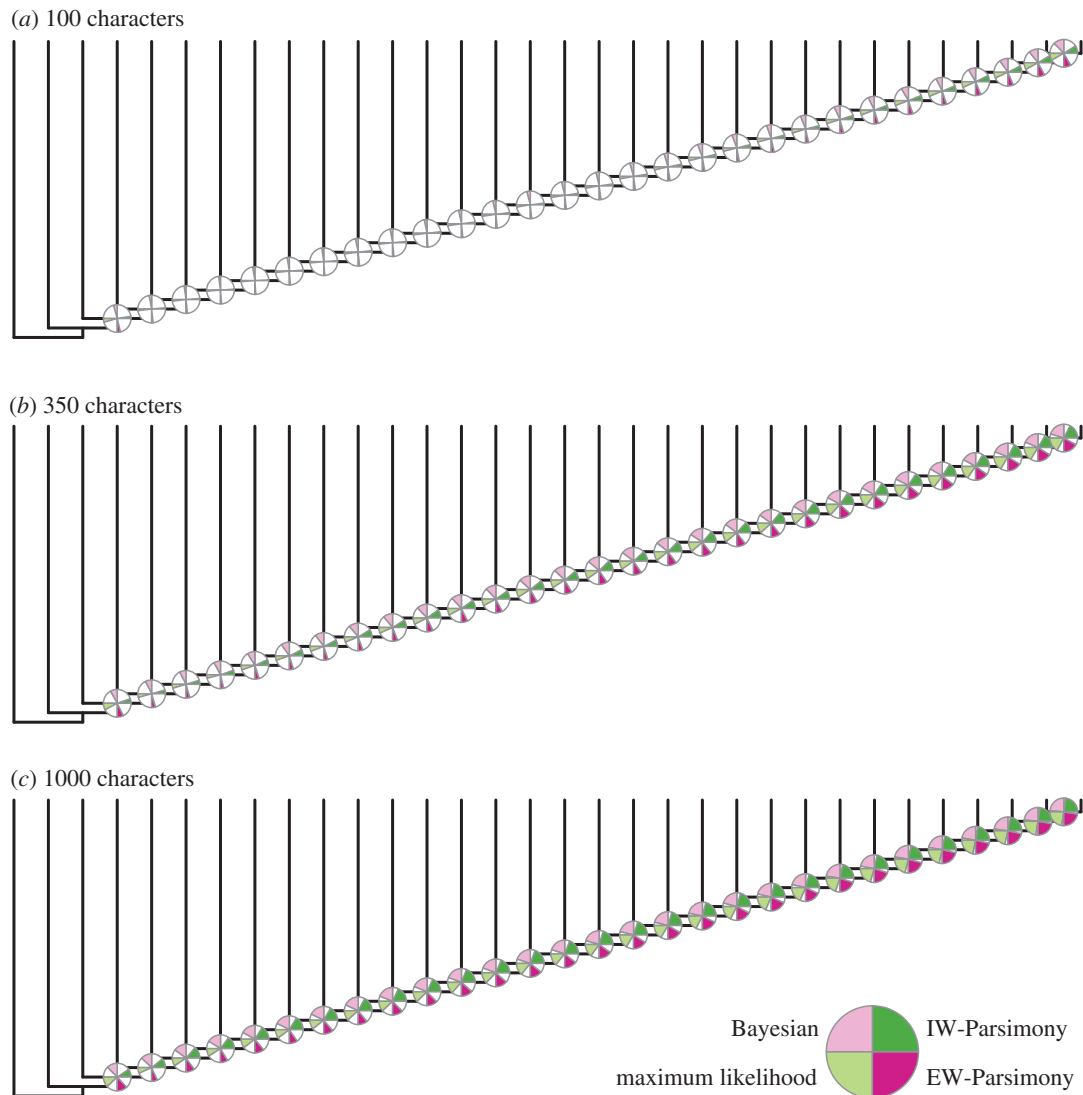 (a) 100 characters
(b) 350 characters
(c) 1000 characters
Bayesian
IW-Parsimony
maximum likelihood
EW-Parsimony